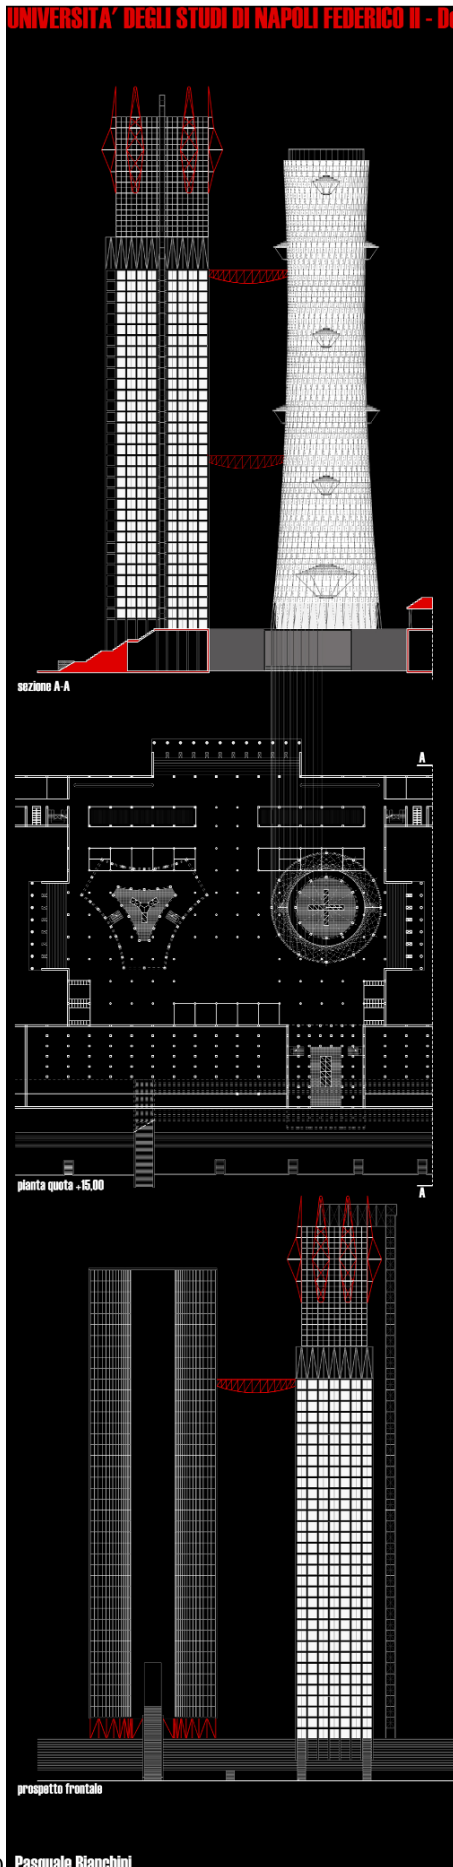 UNIVERSITA' DEGLI STUDI DI NAPOLI FEDERICO II - D
sezione A-A
A
pianta quota +15,00
A
prospetto frontale
Pasquale Bianchini